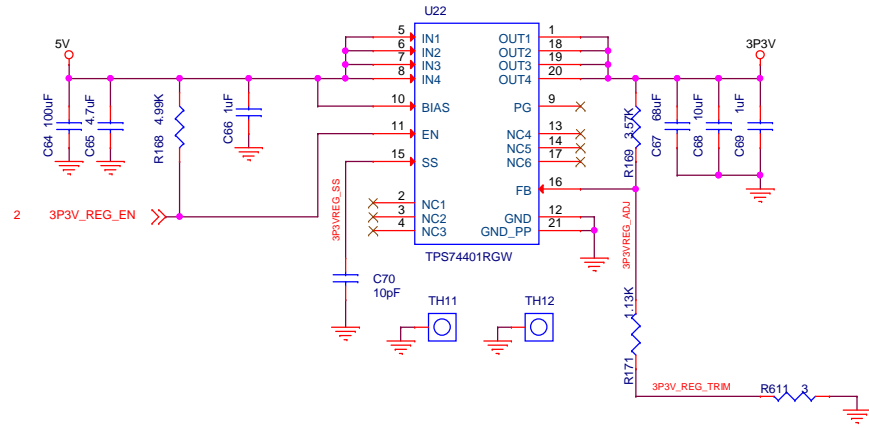 U22
5V
3P3V
5 IN1 OUT1 1
6 IN2 OUT2 18
7 IN3 OUT3 19
8 IN4 OUT4 20
10 BIAS PG 9
11 EN NC4 13
NC5 14
15 SS NC6 17
FB 16
2 NC1
3 NC2 GND 12
4 NC3 GND_PP 21
TPS74401RGW
C64 100uF
C65 4.7uF
R168 4.99K
C66 1uF
R169 3.57K
C67 68uF
C68 10uF
C69 1uF
2 3P3V_REG_EN
3P3VREG_SS
3P3VREG_ADJ
C70
10pF
TH11
TH12
R171 1.13K
3P3V_REG_TRIM
R611 3